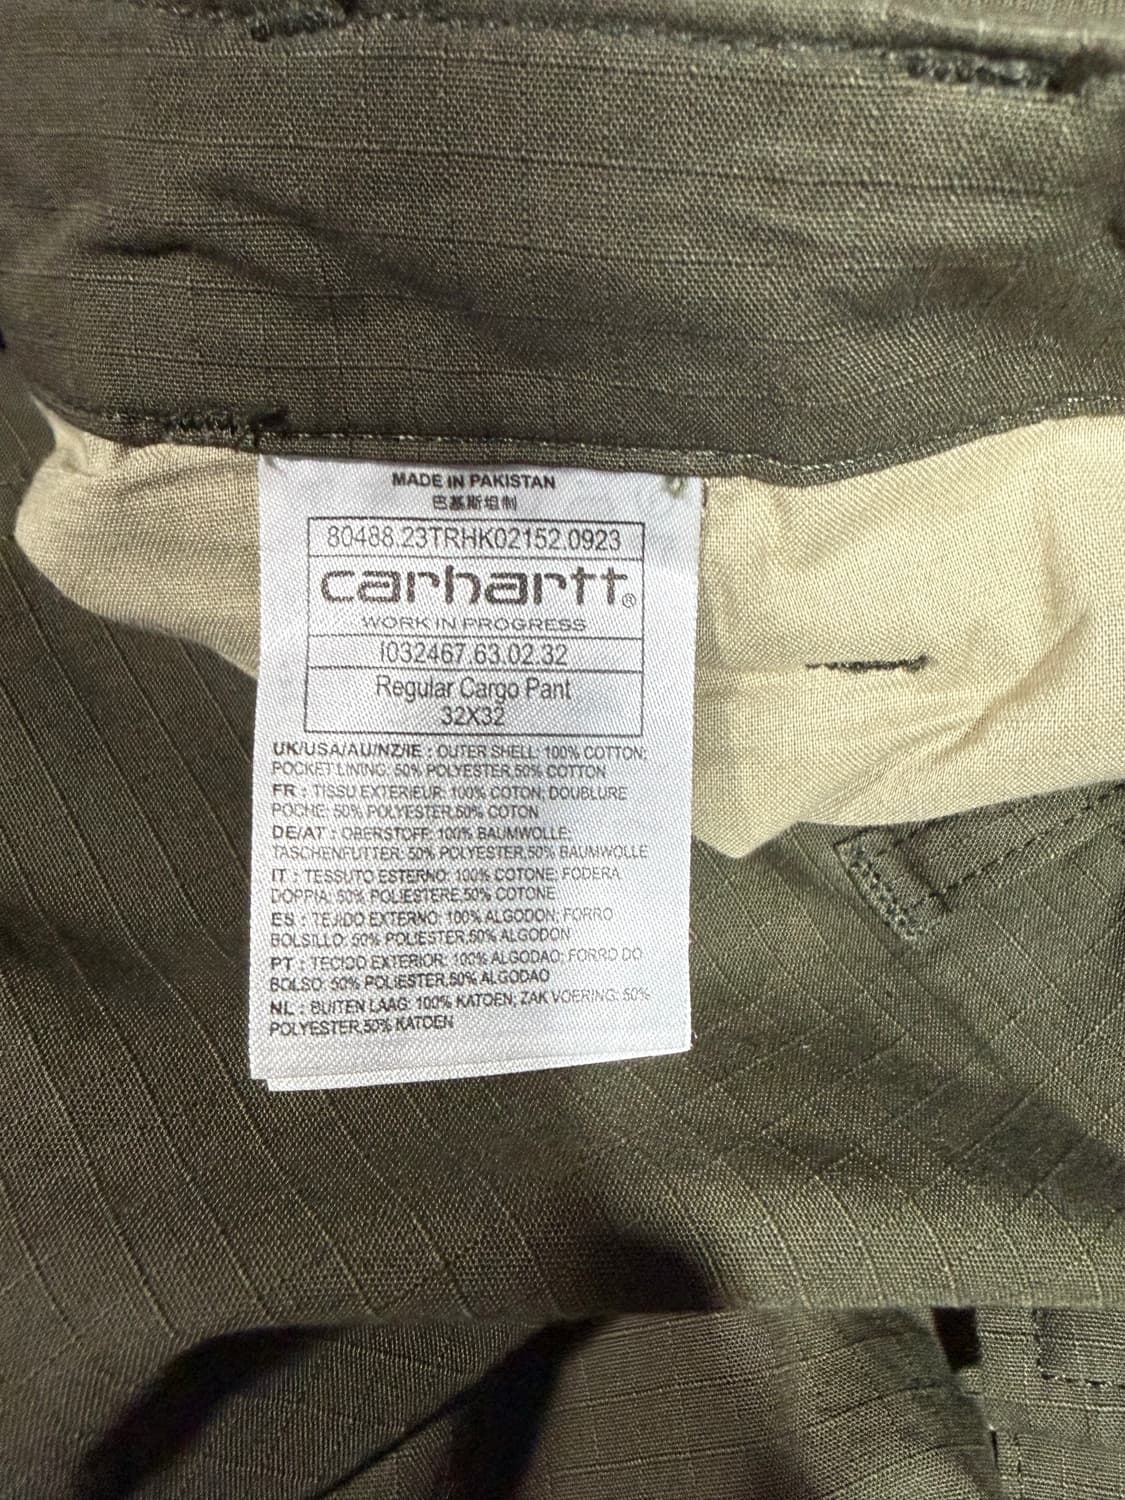 MADE IN PAKISTAN
巴基斯坦制
80488.23TRHK02152.0923
carhartt®
WORK IN PROGRESS
I032467.63.02.32
Regular Cargo Pant
32X32
UK/USA/AU/NZ/IE : OUTER SHELL: 100% COTTON;
POCKET LINING: 50% POLYESTER,50% COTTON
FR : TISSU EXTERIEUR: 100% COTON; DOUBLURE
POCHE: 50% POLYESTER,50% COTON
DE/AT : OBERSTOFF: 100% BAUMWOLLE;
TASCHENFUTTER: 50% POLYESTER,50% BAUMWOLLE
IT : TESSUTO ESTERNO: 100% COTONE; FODERA
DOPPIA: 50% POLIESTERE,50% COTONE
ES : TEJIDO EXTERNO: 100% ALGODON; FORRO
BOLSILLO: 50% POLIESTER,50% ALGODON
PT : TECIDO EXTERIOR: 100% ALGODAO; FORRO DO
BOLSO: 50% POLIESTER,50% ALGODAO
NL : BUITEN LAAG: 100% KATOEN; ZAK VOERING: 50%
POLYESTER,50% KATOEN